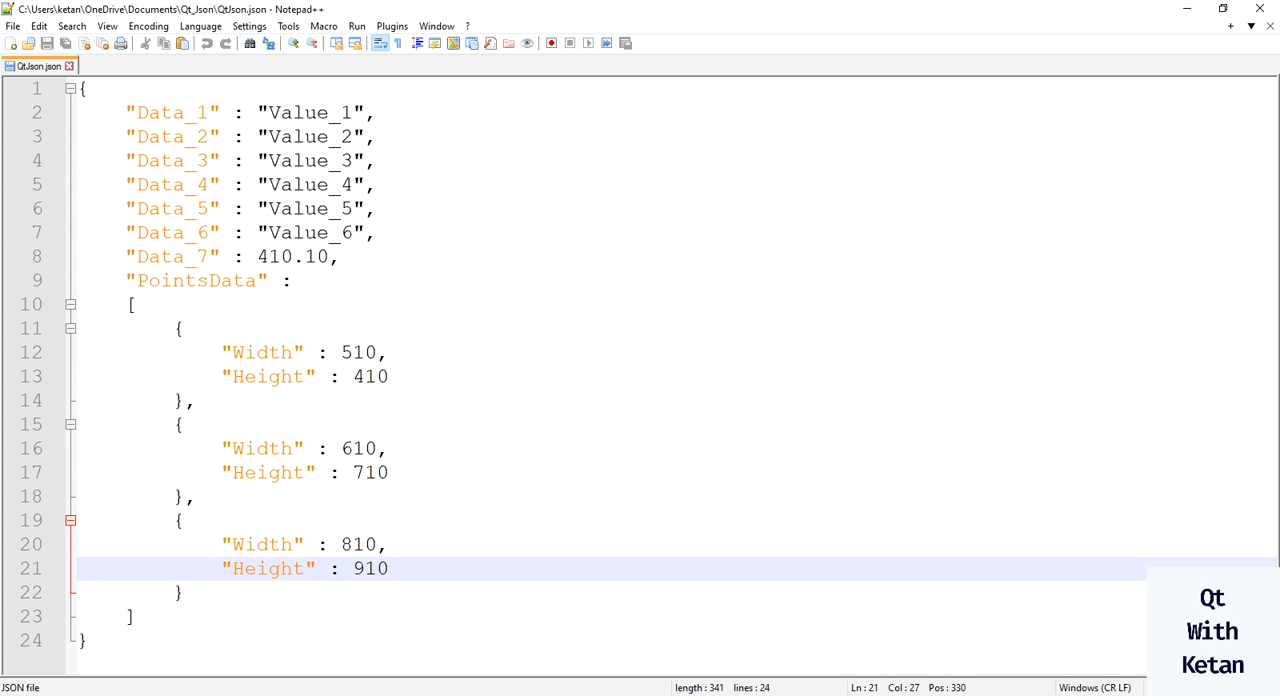 C:\Users\ketan\OneDrive\Documents\Qt_Json\QtJson.json - Notepad++
File Edit Search View Encoding Language Settings Tools Macro Run Plugins Window ?
QtJson.json
1 {
2 "Data_1" : "Value_1",
3 "Data_2" : "Value_2",
4 "Data_3" : "Value_3",
5 "Data_4" : "Value_4",
6 "Data_5" : "Value_5",
7 "Data_6" : "Value_6",
8 "Data_7" : 410.10,
9 "PointsData" :
10 [
11 {
12 "Width" : 510,
13 "Height" : 410
14 },
15 {
16 "Width" : 610,
17 "Height" : 710
18 },
19 {
20 "Width" : 810,
21 "Height" : 910
22 }
23 ]
24 }
Qt
With
Ketan
JSON file length : 341 lines : 24 Ln : 21 Col : 27 Pos : 330 Windows (CR LF)